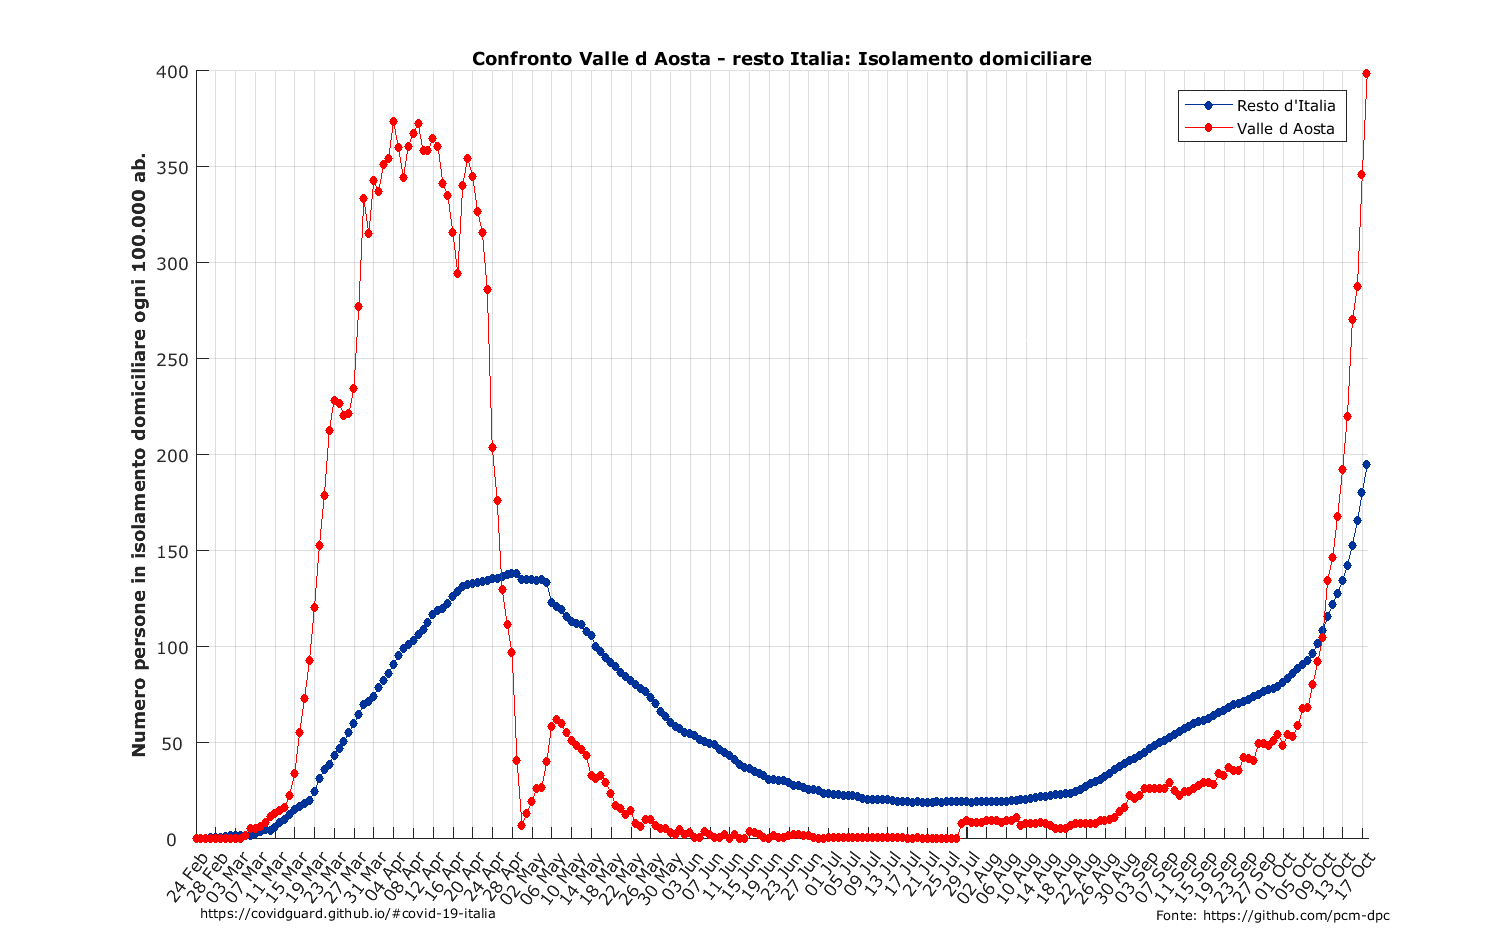 Confronto Valle d Aosta - resto Italia: Isolamento domiciliare
Numero persone in isolamento domiciliare ogni 100.000 ab.
400
350
300
250
200
150
100
50
0
Resto d'Italia
Valle d Aosta
24 Feb
28 Feb
03 Mar
07 Mar
11 Mar
15 Mar
19 Mar
23 Mar
27 Mar
31 Mar
04 Apr
08 Apr
12 Apr
16 Apr
20 Apr
24 Apr
28 Apr
02 May
06 May
10 May
14 May
18 May
22 May
26 May
30 May
03 Jun
07 Jun
11 Jun
15 Jun
19 Jun
23 Jun
27 Jun
01 Jul
05 Jul
09 Jul
13 Jul
17 Jul
21 Jul
25 Jul
29 Jul
02 Aug
06 Aug
10 Aug
14 Aug
18 Aug
22 Aug
26 Aug
30 Aug
03 Sep
07 Sep
11 Sep
15 Sep
19 Sep
23 Sep
27 Sep
01 Oct
05 Oct
09 Oct
13 Oct
17 Oct
https://covidguard.github.io/#covid-19-italia
Fonte: https://github.com/pcm-dpc